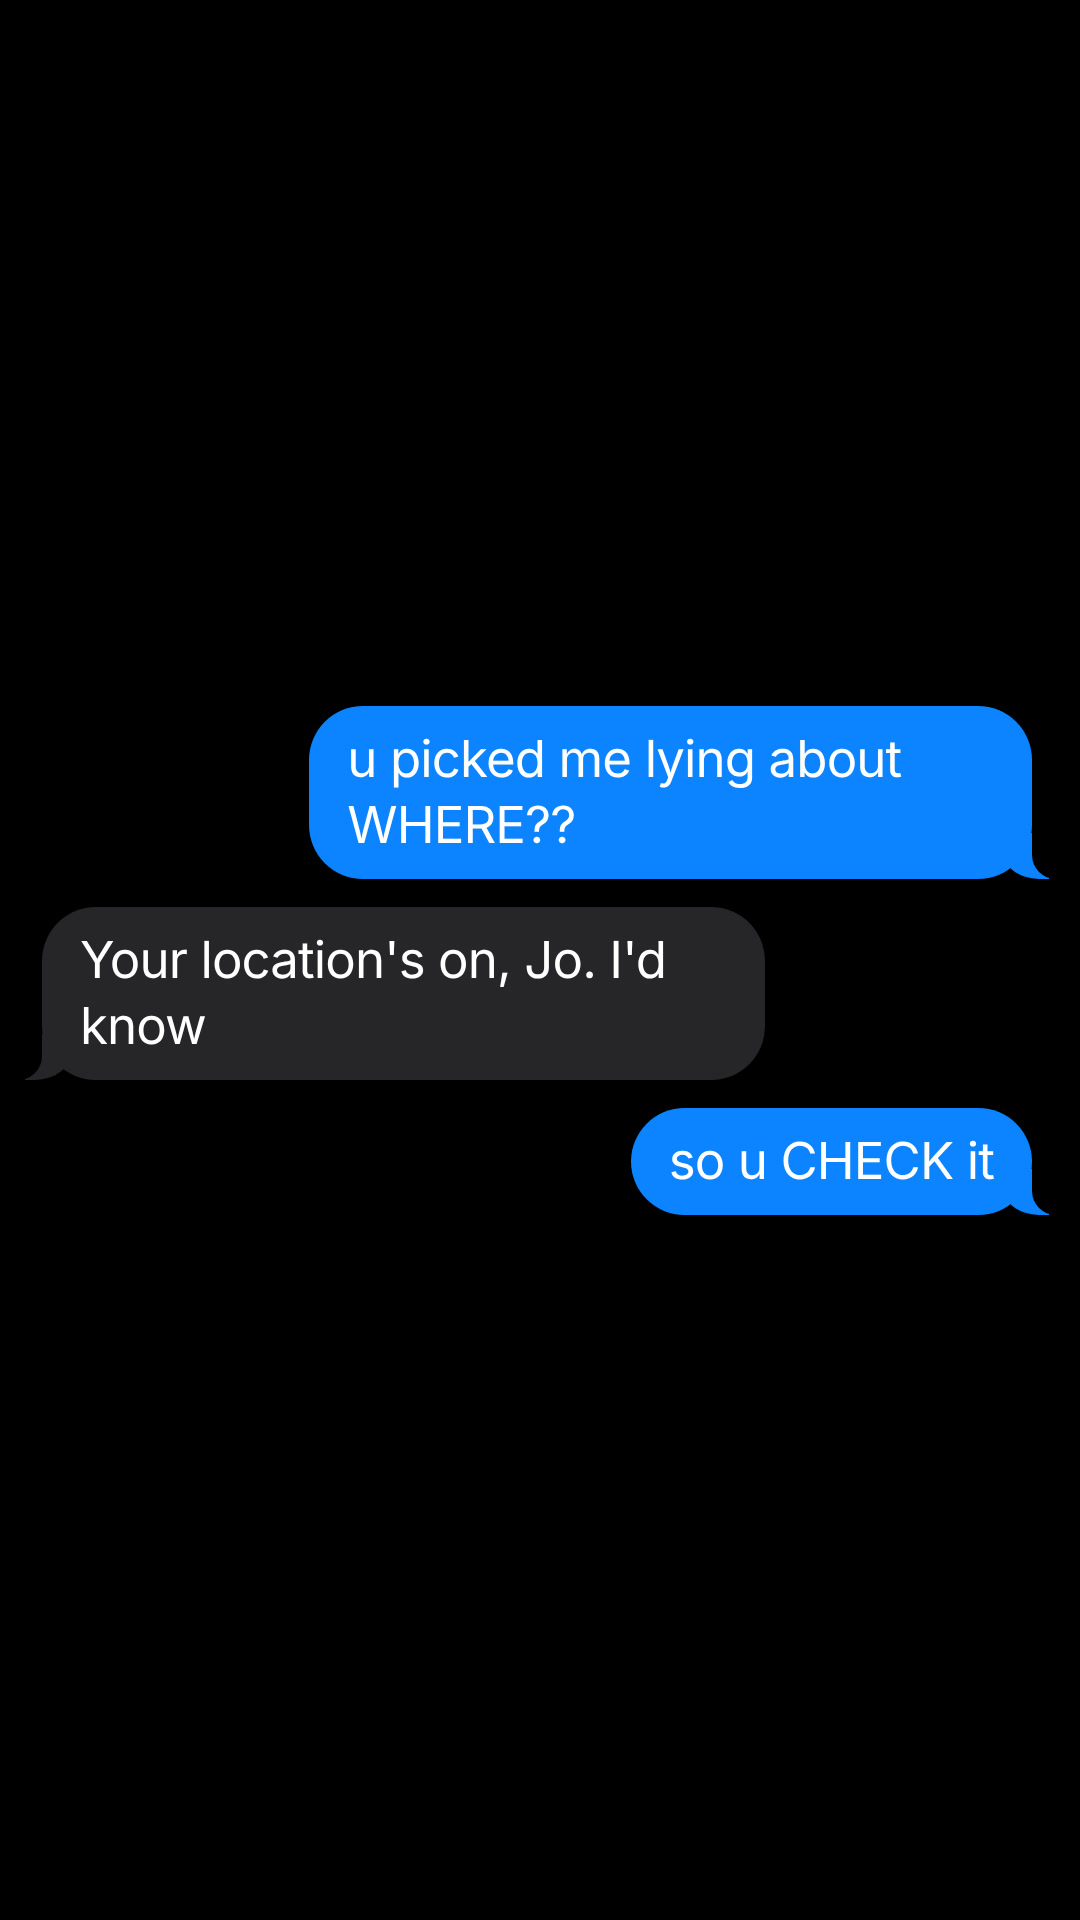 u picked me lying about
WHERE??
Your location's on, Jo. I'd
know
so u CHECK it